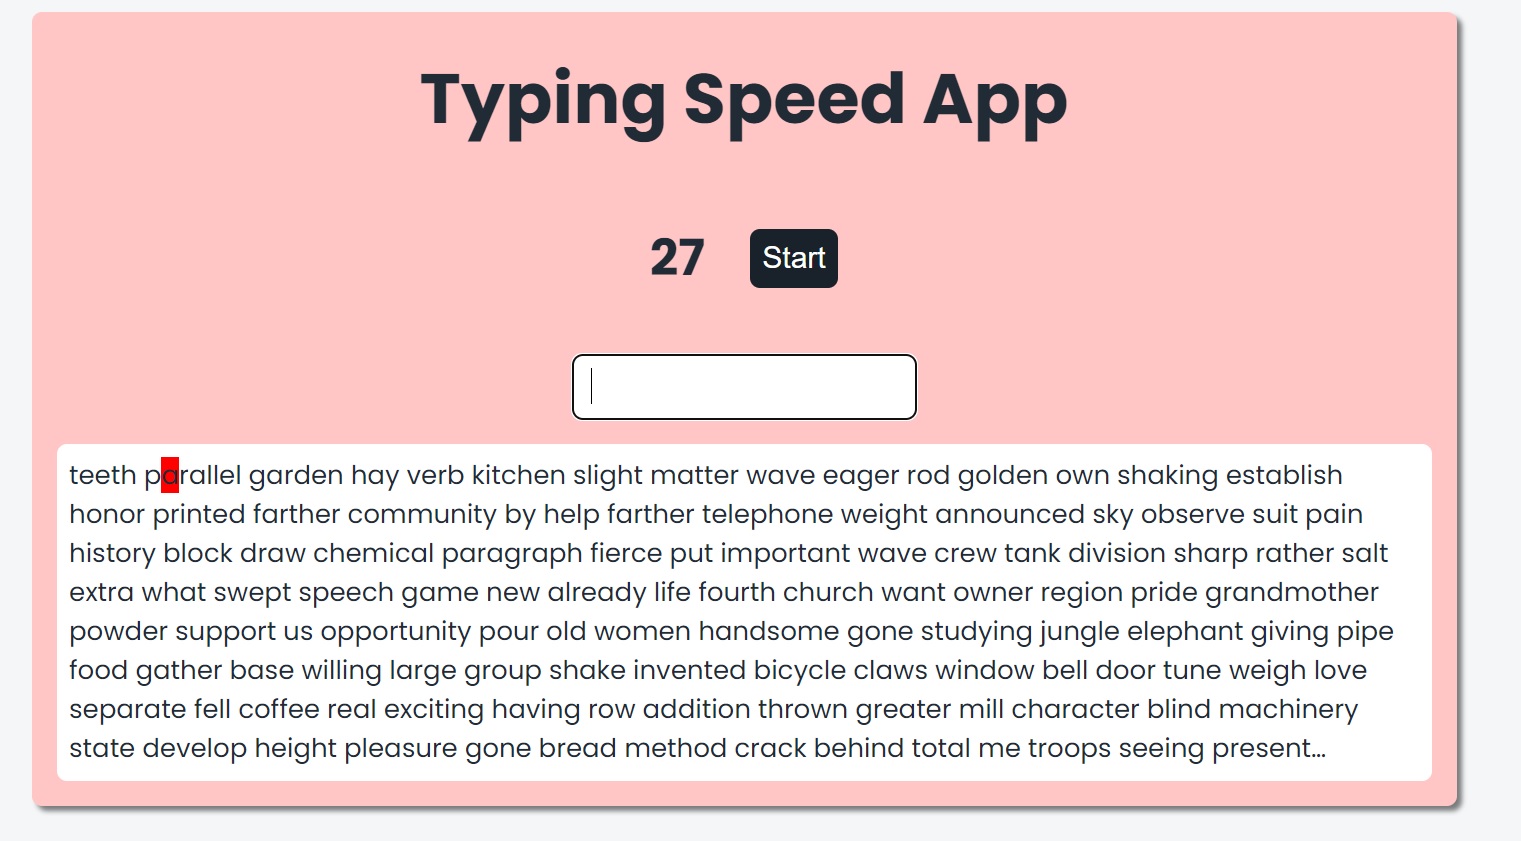 Typing Speed App
27 Start
teeth parallel garden hay verb kitchen slight matter wave eager rod golden own shaking establish
honor printed farther community by help farther telephone weight announced sky observe suit pain
history block draw chemical paragraph fierce put important wave crew tank division sharp rather salt
extra what swept speech game new already life fourth church want owner region pride grandmother
powder support us opportunity pour old women handsome gone studying jungle elephant giving pipe
food gather base willing large group shake invented bicycle claws window bell door tune weigh love
separate fell coffee real exciting having row addition thrown greater mill character blind machinery
state develop height pleasure gone bread method crack behind total me troops seeing present...